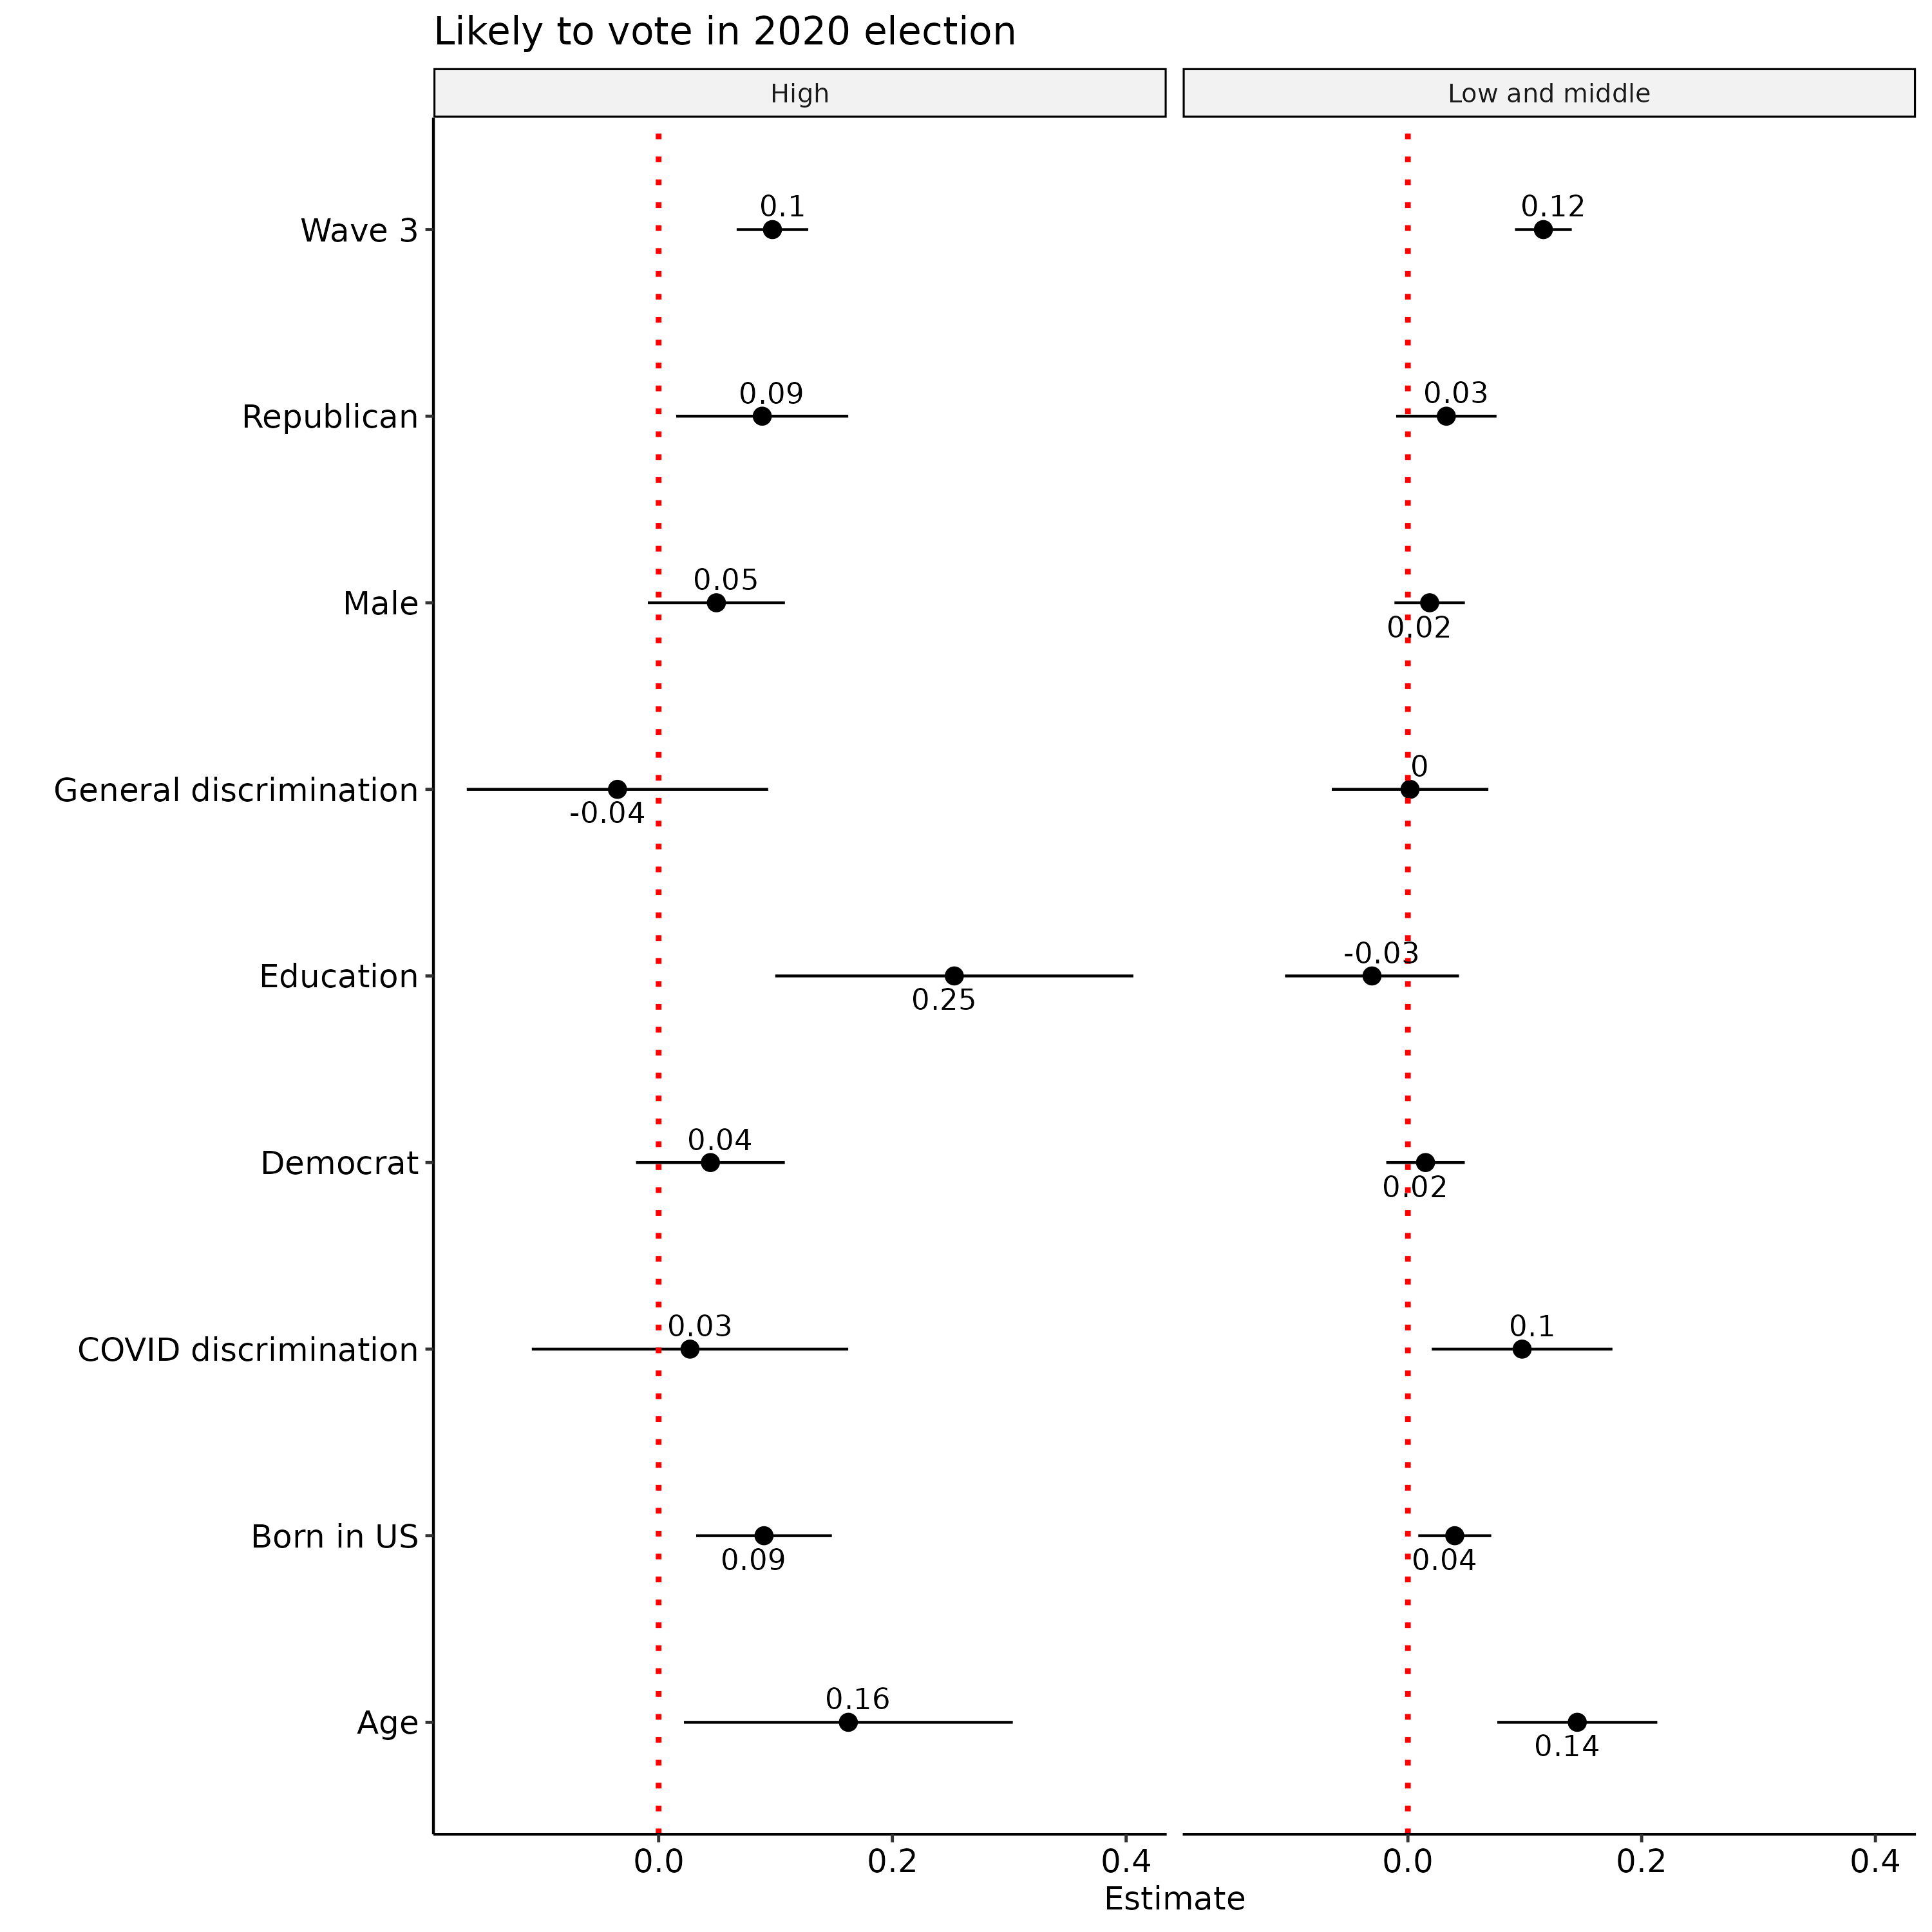 Likely to vote in 2020 election
High Low and middle
Wave 3 0.1 0.12
Republican 0.09 0.03
Male 0.05 0.02
General discrimination -0.04 0
Education 0.25 -0.03
Democrat 0.04 0.02
COVID discrimination 0.03 0.1
Born in US 0.09 0.04
Age 0.16 0.14
0.0 0.2 0.4 0.0 0.2 0.4
Estimate